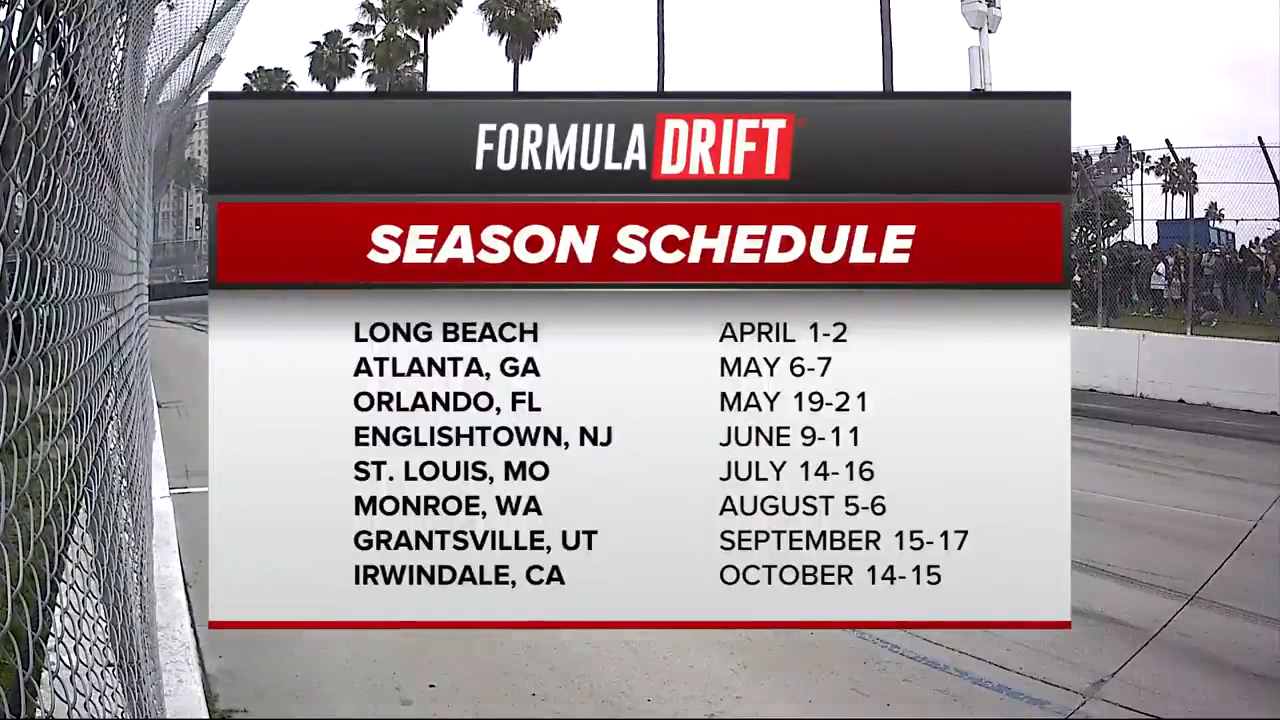 FORMULA DRIFT
SEASON SCHEDULE
LONG BEACH APRIL 1-2
ATLANTA, GA MAY 6-7
ORLANDO, FL MAY 19-21
ENGLISHTOWN, NJ JUNE 9-11
ST. LOUIS, MO JULY 14-16
MONROE, WA AUGUST 5-6
GRANTSVILLE, UT SEPTEMBER 15-17
IRWINDALE, CA OCTOBER 14-15